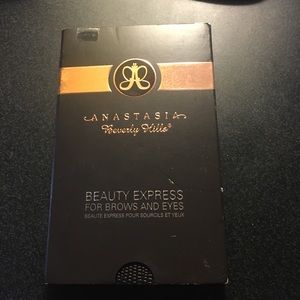 ANASTASIA
Beverly Hills®
BEAUTY EXPRESS
FOR BROWS AND EYES
BEAUTE EXPRESS POUR SOURCILS ET YEUX